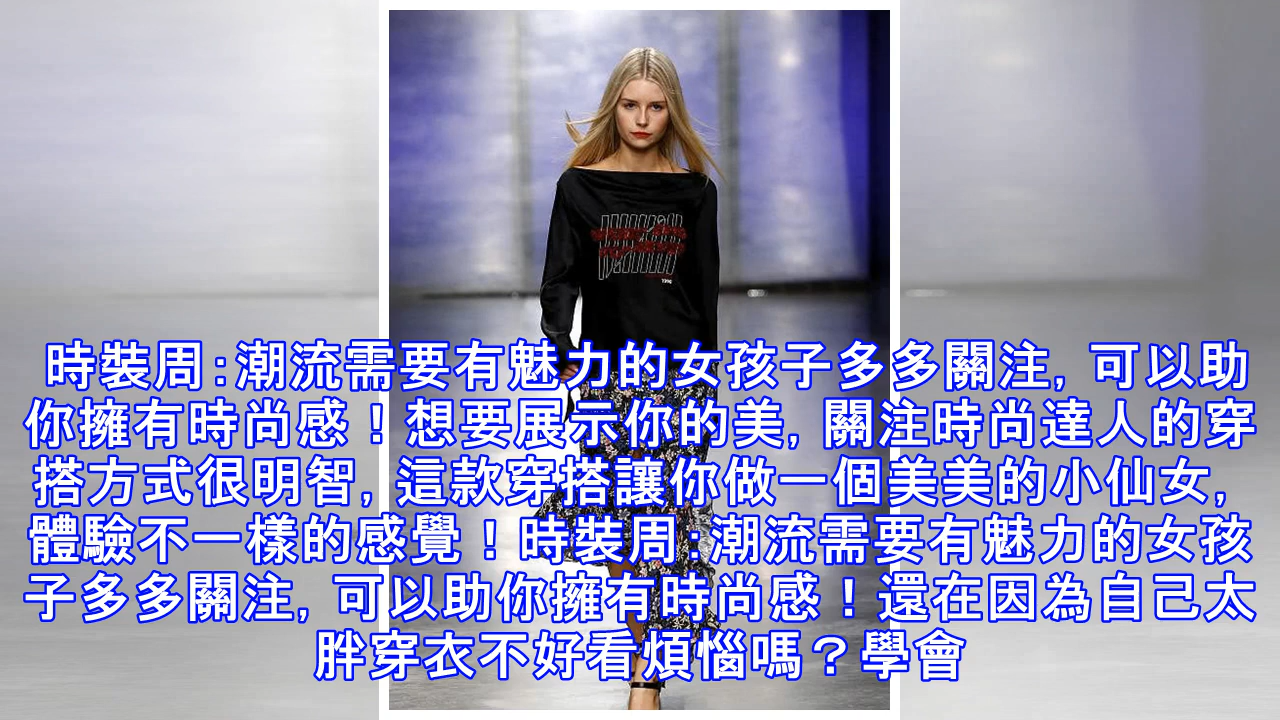 時裝周:潮流需要有魅力的女孩子多多關注,可以助
你擁有時尚感！想要展示你的美,關注時尚達人的穿
搭方式很明智,這款穿搭讓你做一個美美的小仙女,
體驗不一樣的感覺！時裝周:潮流需要有魅力的女孩
子多多關注,可以助你擁有時尚感！還在因為自己太
胖穿衣不好看煩惱嗎？學會